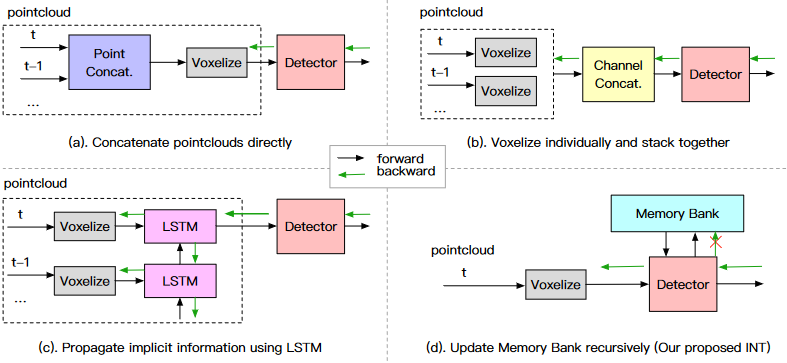 pointcloud
t
t-1
...
Point
Concat.
Voxelize
Detector
(a). Concatenate pointclouds directly
pointcloud
t
t-1
...
Voxelize
Voxelize
Channel
Concat.
Detector
(b). Voxelize individually and stack together
forward
backward
pointcloud
t
Voxelize
LSTM
Detector
t-1
Voxelize
LSTM
...
(c). Propagate implicit information using LSTM
Memory Bank
pointcloud
t
Voxelize
Detector
(d). Update Memory Bank recursively (Our proposed INT)